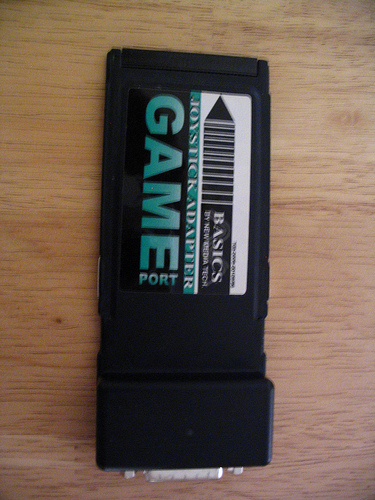 GAME
PORT
JOYSTICK ADAPTER
BASICS
BY NEW MEDIA TECH.